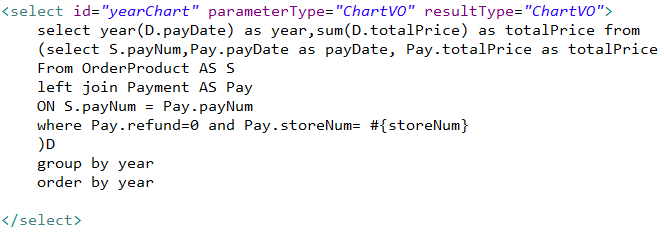 <select id="yearChart" parameterType="ChartVO" resultType="ChartVO">
select year(D.payDate) as year,sum(D.totalPrice) as totalPrice from
(select S.payNum,Pay.payDate as payDate, Pay.totalPrice as totalPrice
From OrderProduct AS S
left join Payment AS Pay
ON S.payNum = Pay.payNum
where Pay.refund=0 and Pay.storeNum= #{storeNum}
)D
group by year
order by year
</select>